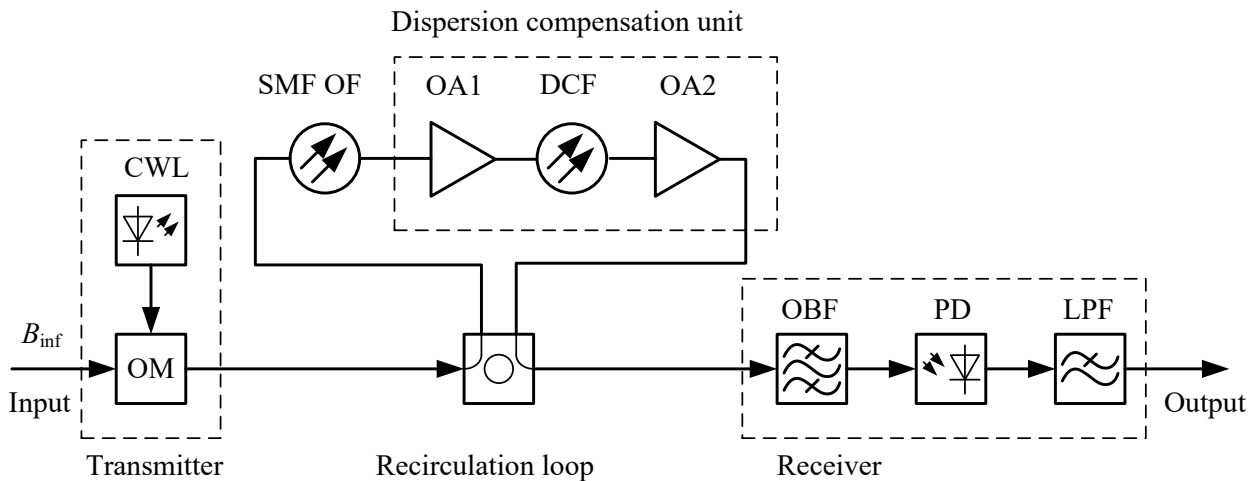 Dispersion compensation unit
SMF OF
OA1
DCF
OA2
CWL
OBF
PD
LPF
B_inf
OM
Input
Output
Transmitter
Recirculation loop
Receiver